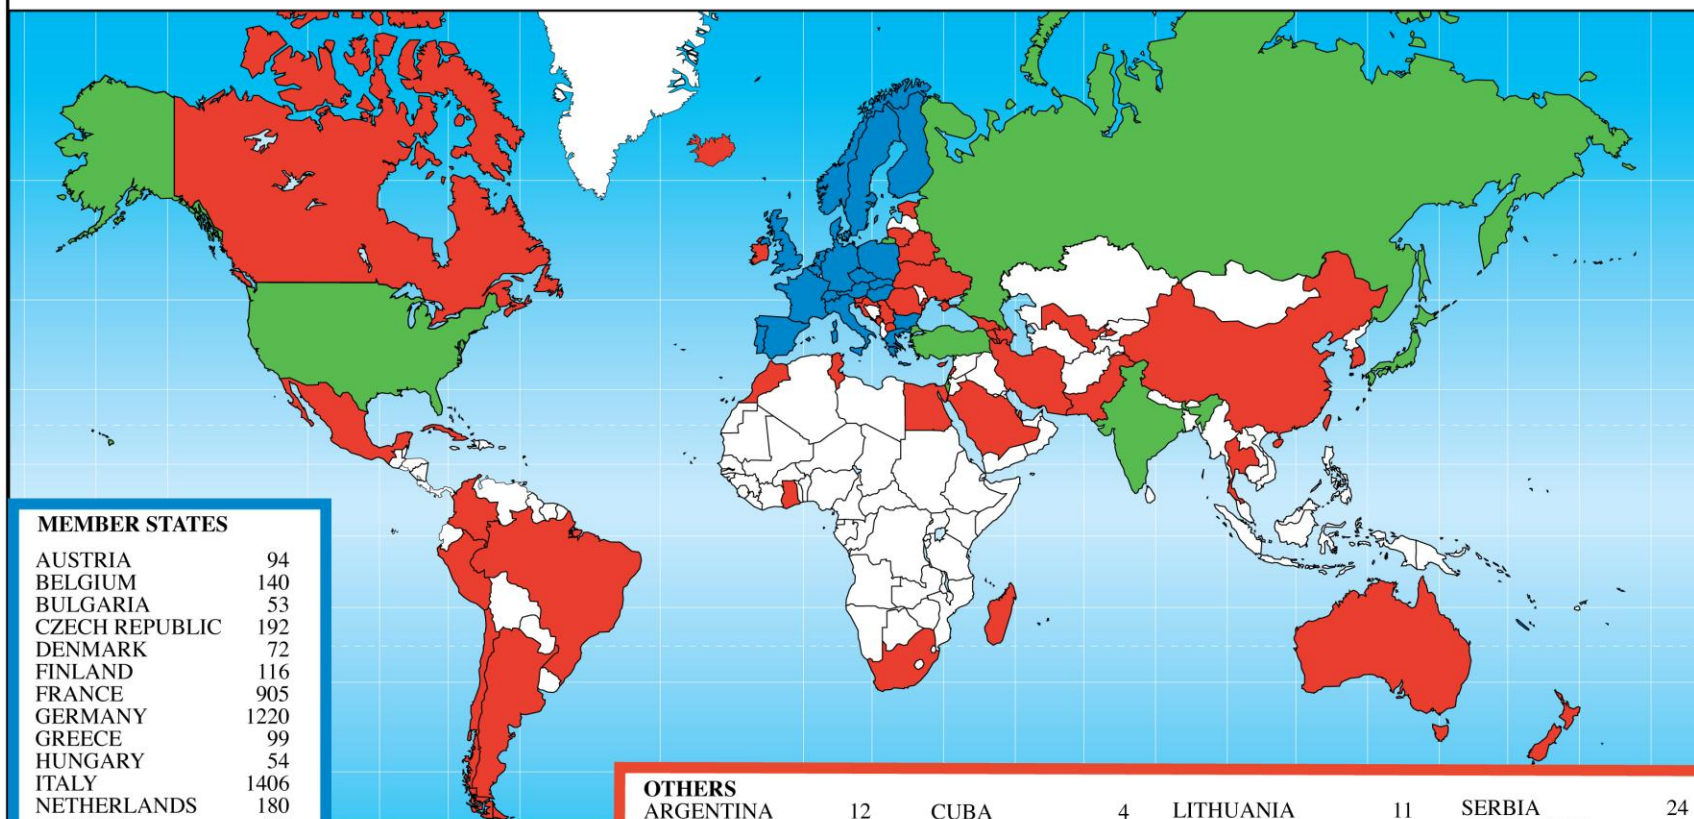 MEMBER STATES
AUSTRIA 94
BELGIUM 140
BULGARIA 53
CZECH REPUBLIC 192
DENMARK 72
FINLAND 116
FRANCE 905
GERMANY 1220
GREECE 99
HUNGARY 54
ITALY 1406
NETHERLANDS 180
OTHERS
ARGENTINA 12 CUBA 4 LITHUANIA 11 SERBIA 24